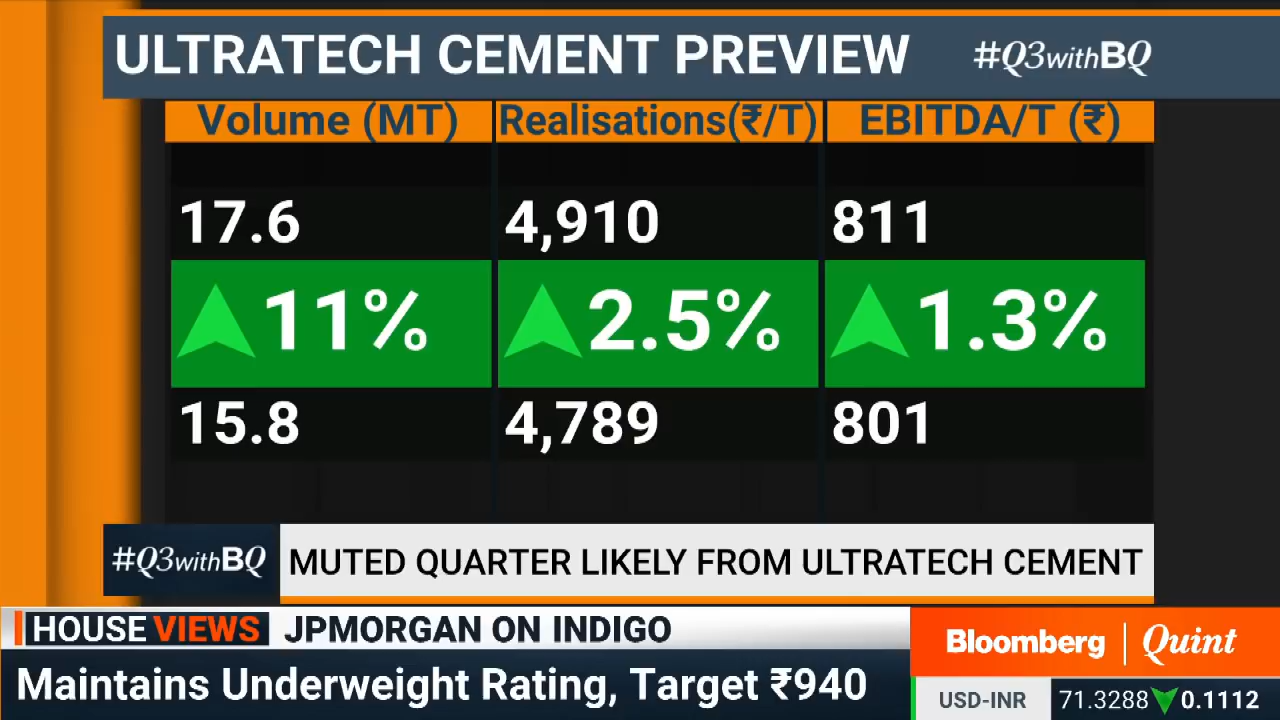 ULTRATECH CEMENT PREVIEW #Q3withBQ
Volume (MT) Realisations(₹/T) EBITDA/T (₹)
17.6 4,910 811
11% 2.5% 1.3%
15.8 4,789 801
#Q3withBQ MUTED QUARTER LIKELY FROM ULTRATECH CEMENT
HOUSE VIEWS JPMORGAN ON INDIGO
Maintains Underweight Rating, Target ₹940
Bloomberg | Quint
USD-INR 71.3288 0.1112